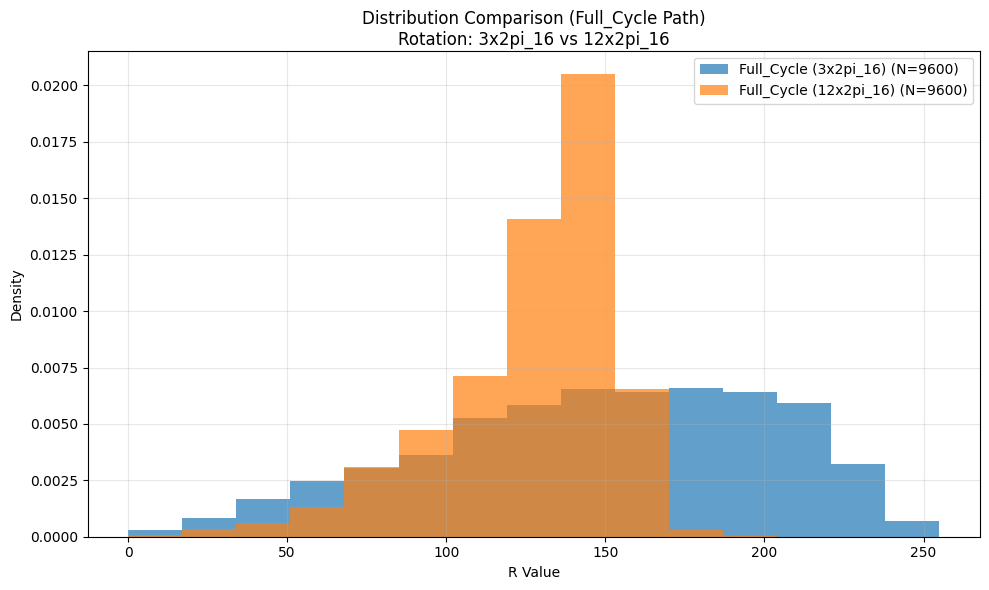 Distribution Comparison (Full_Cycle Path)
Rotation: 3x2pi_16 vs 12x2pi_16
Full_Cycle (3x2pi_16) (N=9600)
Full_Cycle (12x2pi_16) (N=9600)
Density
0.0200
0.0175
0.0150
0.0125
0.0100
0.0075
0.0050
0.0025
0.0000
0 50 100 150 200 250
R Value